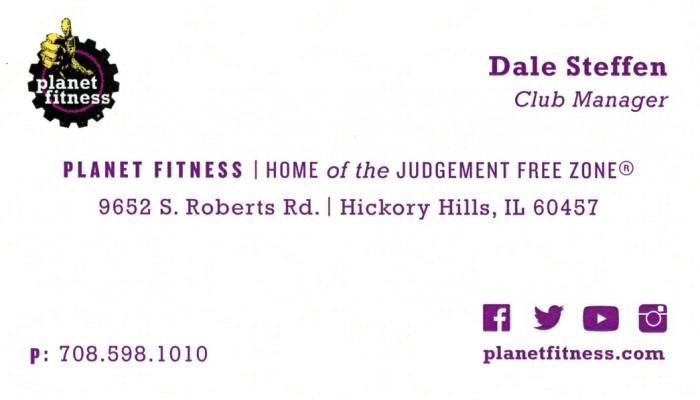 planet
fitness
Dale Steffen
Club Manager
PLANET FITNESS | HOME of the JUDGEMENT FREE ZONE®
9652 S. Roberts Rd. | Hickory Hills, IL 60457
P: 708.598.1010
planetfitness.com